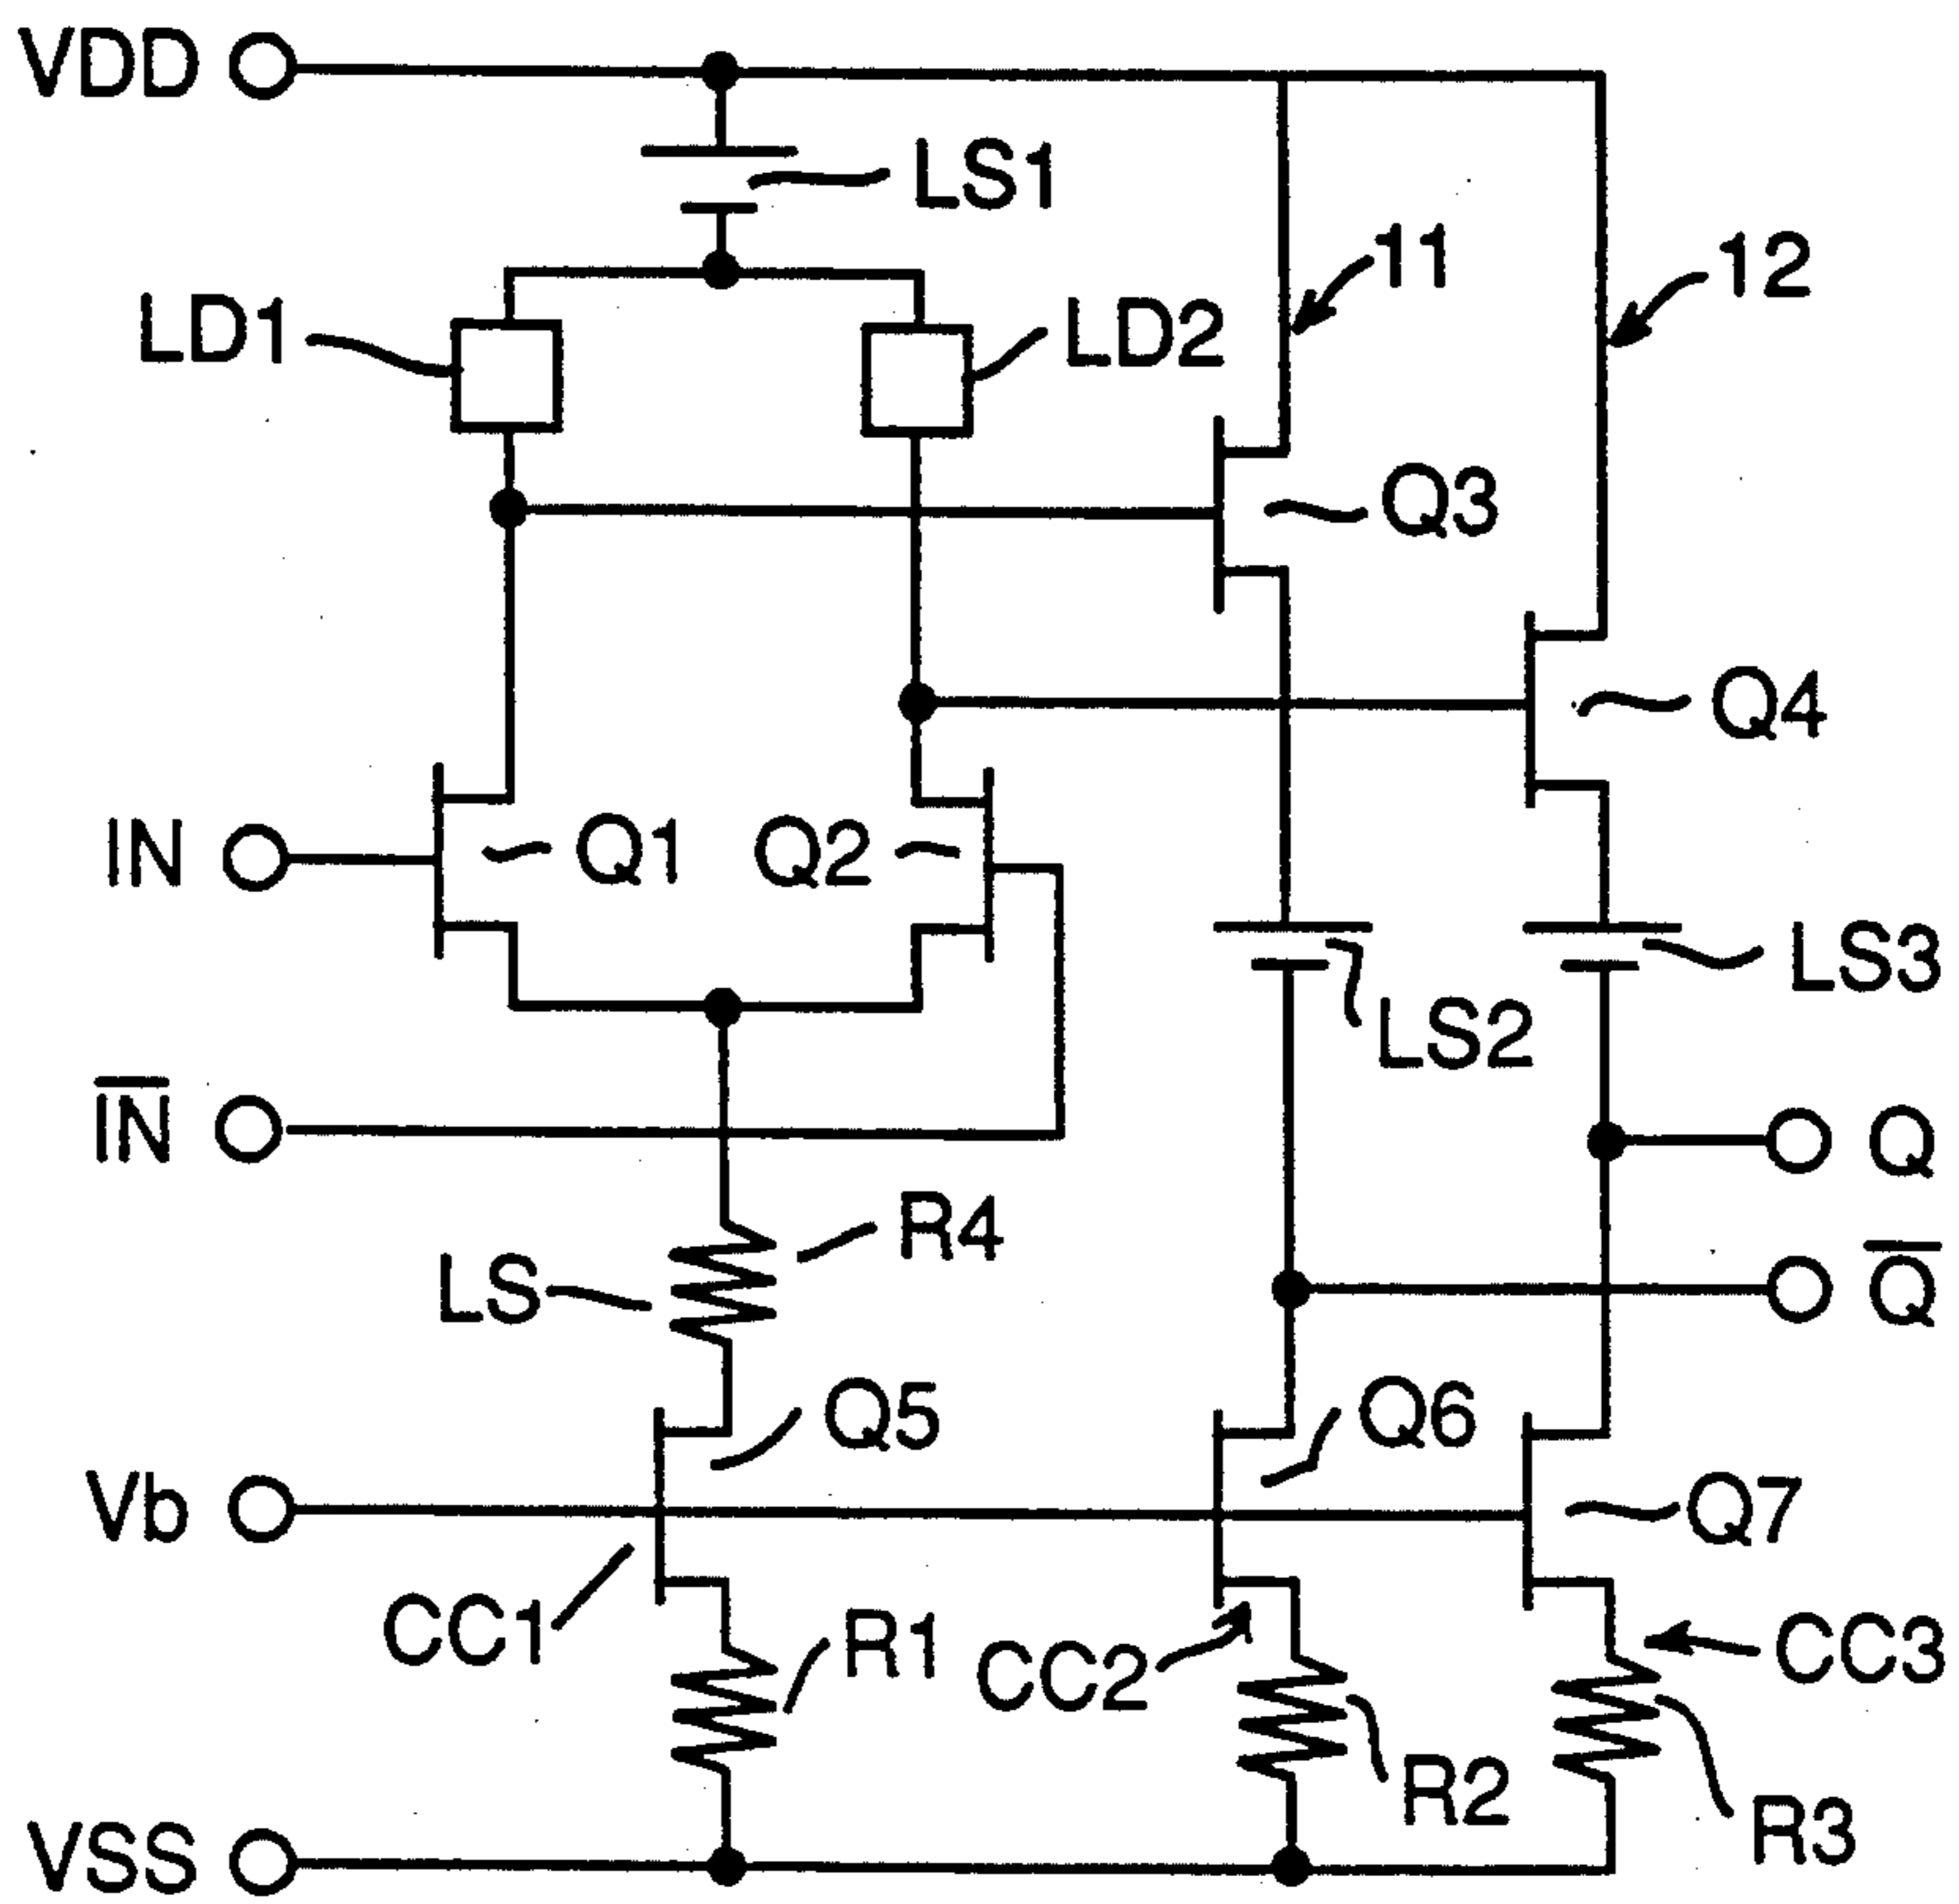 VDD
LS1
11
12
LD1
LD2
Q3
Q4
IN
Q1
Q2
LS3
LS2
I̅N̅
Q
R4
LS
Q̅
Q5
Q6
Vb
Q7
CC1
R1
CC2
CC3
R2
R3
VSS